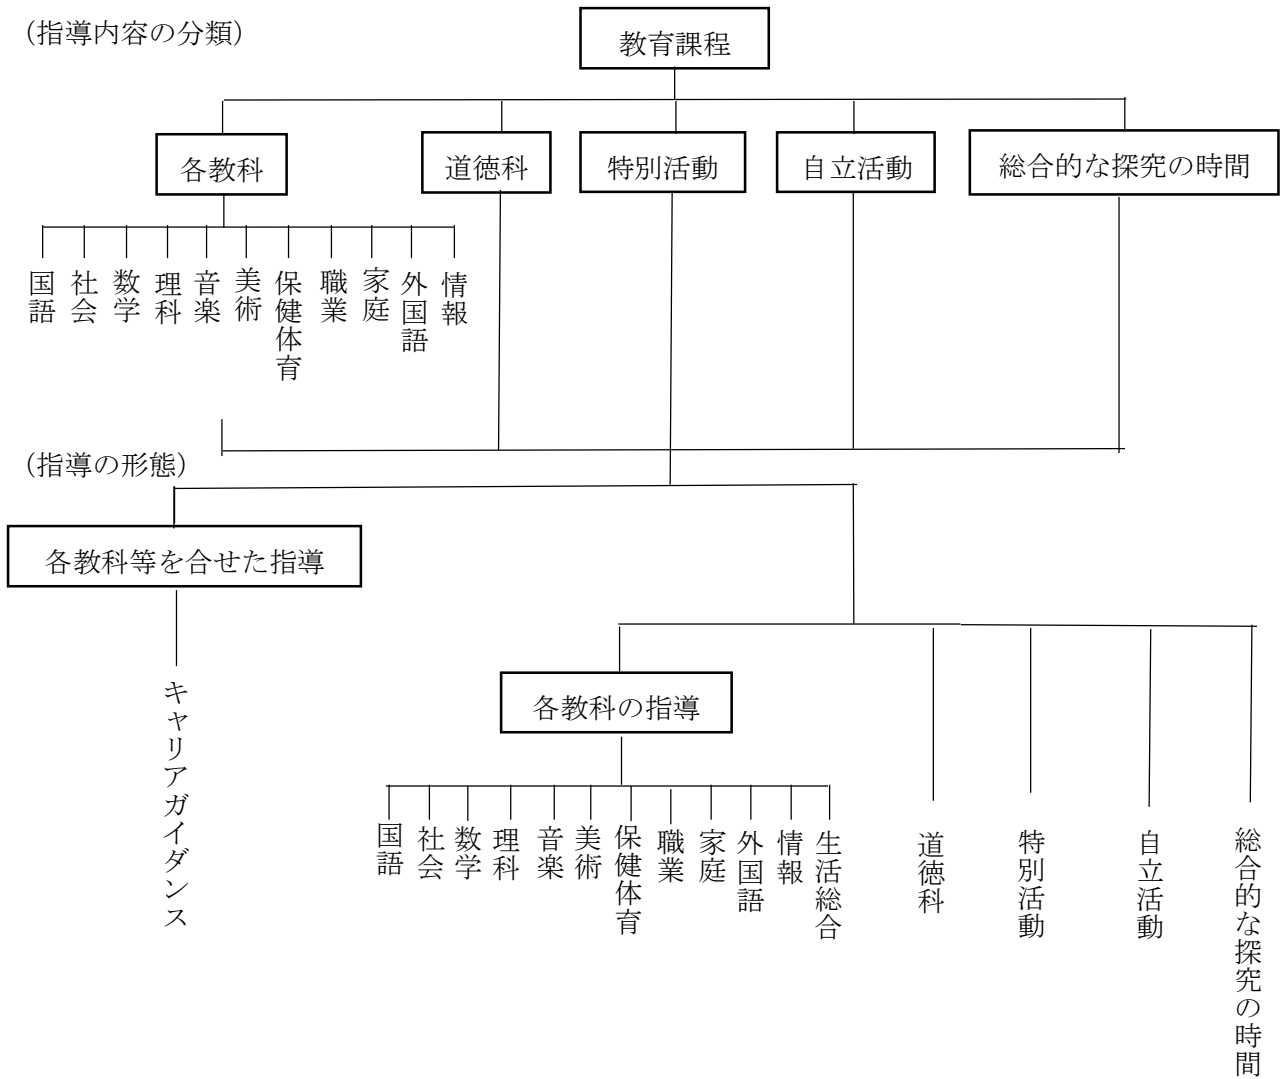 (指導内容の分類)
教育課程
各教科
道徳科
特別活動
自立活動
総合的な探究の時間
国語
社会
数学
理科
音楽
美術
保健体育
職業
家庭
外国語
情報
(指導の形態)
各教科等を合せた指導
キャリアガイダンス
各教科の指導
国語
社会
数学
理科
音楽
美術
保健体育
職業
家庭
外国語
情報
生活総合
道徳科
特別活動
自立活動
総合的な探究の時間